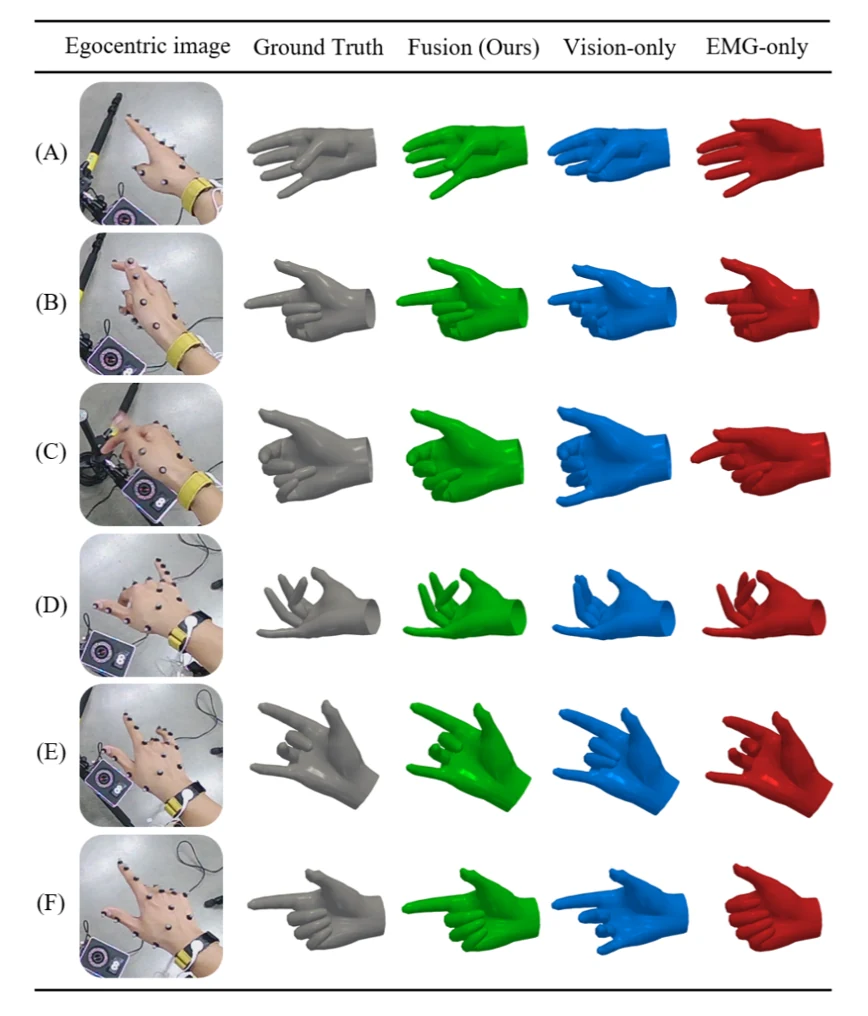 Egocentric image Ground Truth Fusion (Ours) Vision-only EMG-only
(A)
(B)
(C)
(D)
(E)
(F)